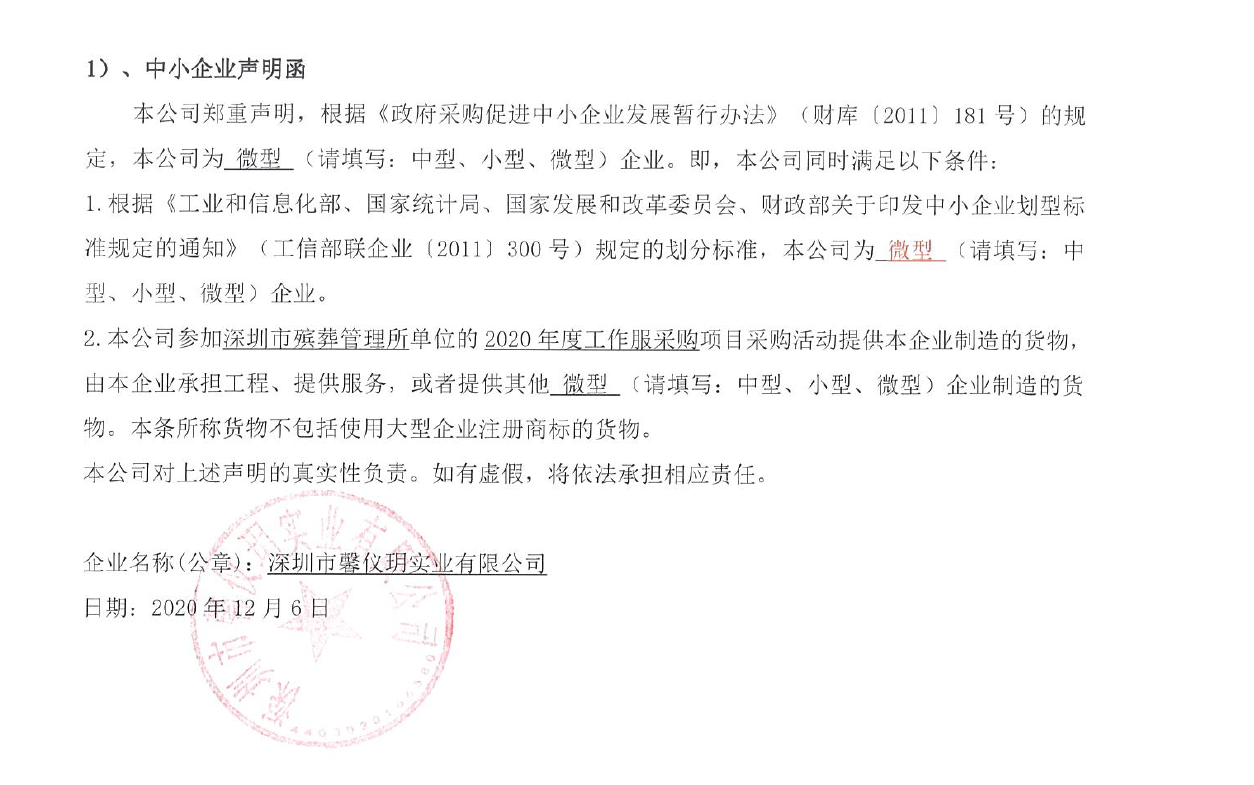 1）、中小企业声明函
本公司郑重声明，根据《政府采购促进中小企业发展暂行办法》（财库〔2011〕181 号）的规
定，本公司为 微型 （请填写：中型、小型、微型）企业。即，本公司同时满足以下条件：
1.根据《工业和信息化部、国家统计局、国家发展和改革委员会、财政部关于印发中小企业划型标
准规定的通知》（工信部联企业〔2011〕300 号）规定的划分标准，本公司为 微型 （请填写：中
型、小型、微型）企业。
2.本公司参加深圳市殡葬管理所单位的 2020 年度工作服采购项目采购活动提供本企业制造的货物，
由本企业承担工程、提供服务，或者提供其他 微型 （请填写：中型、小型、微型）企业制造的货
物。本条所称货物不包括使用大型企业注册商标的货物。
本公司对上述声明的真实性负责。如有虚假，将依法承担相应责任。
企业名称(公章)：深圳市馨仪玥实业有限公司
日期：2020 年 12 月 6 日
深圳市馨仪玥实业有限公司